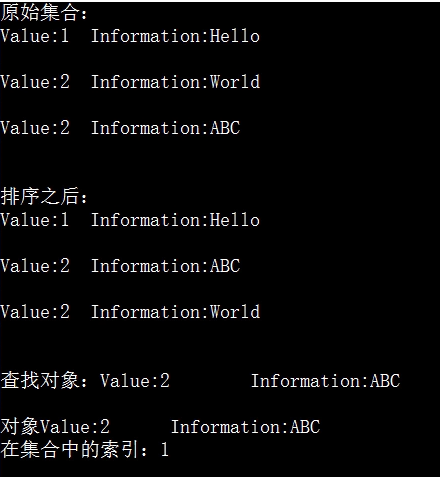 原始集合：
Value:1  Information:Hello
Value:2  Information:World
Value:2  Information:ABC
排序之后：
Value:1  Information:Hello
Value:2  Information:ABC
Value:2  Information:World
查找对象：Value:2        Information:ABC
对象Value:2      Information:ABC
在集合中的索引：1